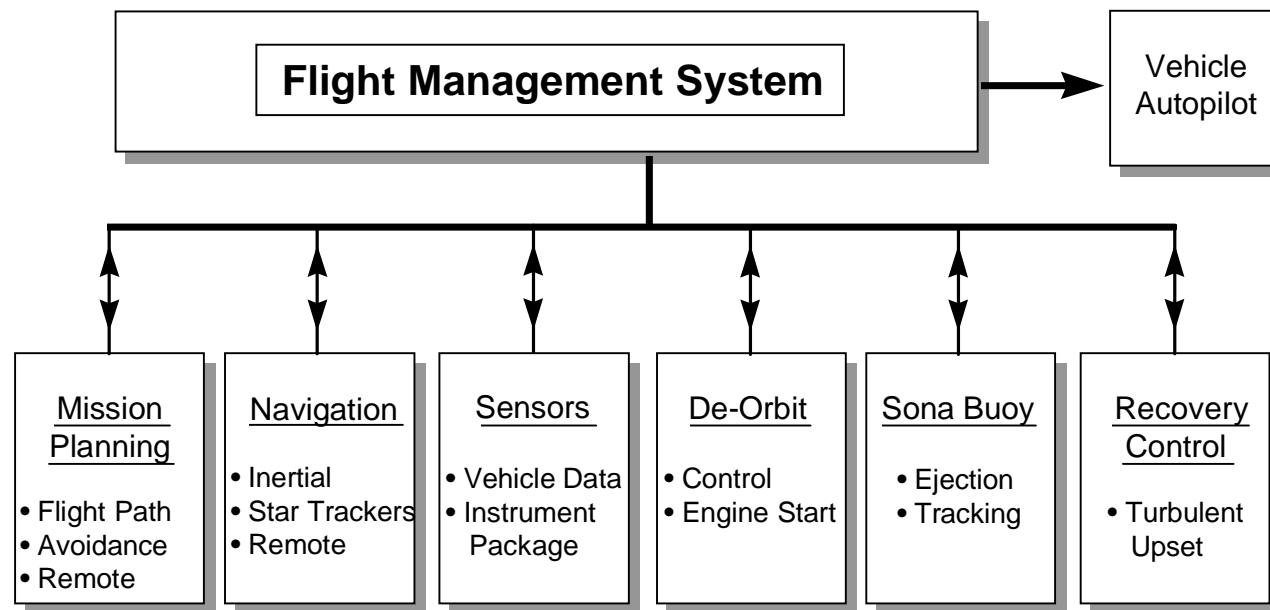 Flight Management System
Vehicle
Autopilot
Mission
Planning
• Flight Path
• Avoidance
• Remote
Navigation
• Inertial
• Star Trackers
• Remote
Sensors
• Vehicle Data
• Instrument
Package
De-Orbit
• Control
• Engine Start
Sona Buoy
• Ejection
• Tracking
Recovery
Control
• Turbulent
Upset